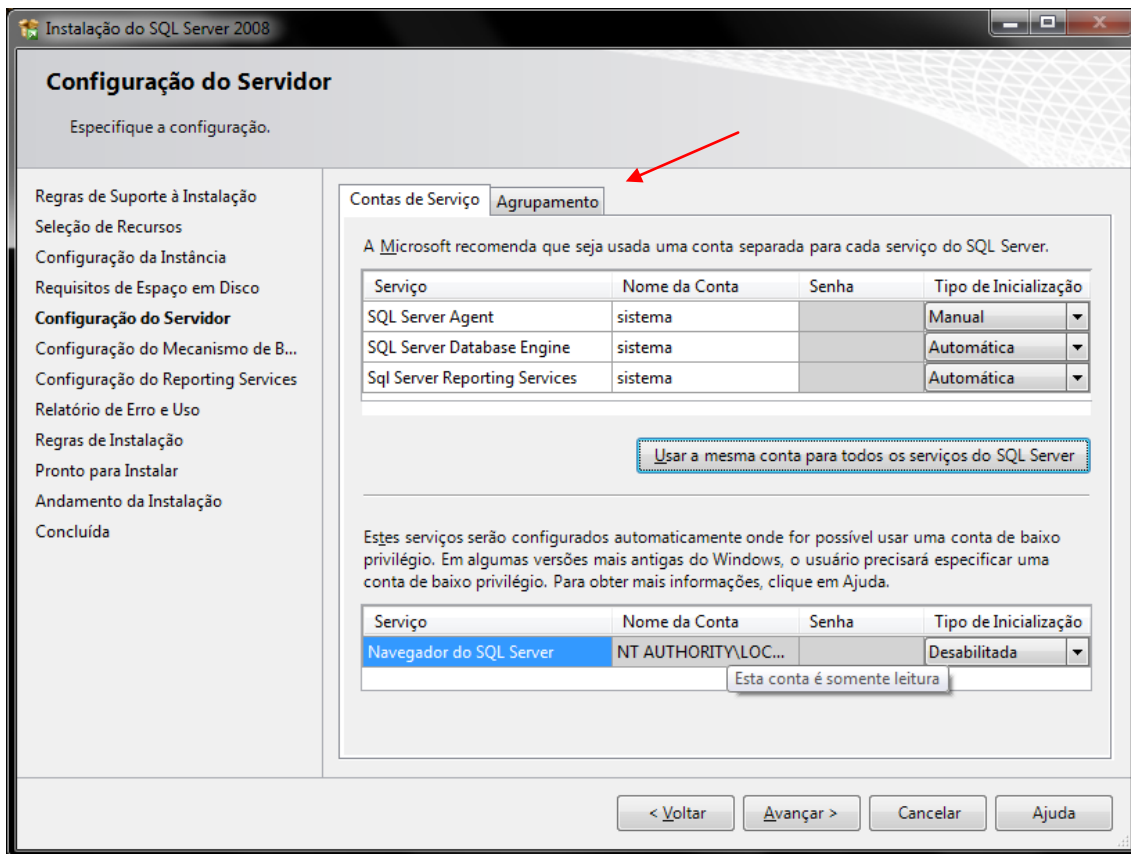 Instalação do SQL Server 2008
Configuração do Servidor
Especifique a configuração.
Regras de Suporte à Instalação
Seleção de Recursos
Configuração da Instância
Requisitos de Espaço em Disco
Configuração do Servidor
Configuração do Mecanismo de B...
Configuração do Reporting Services
Relatório de Erro e Uso
Regras de Instalação
Pronto para Instalar
Andamento da Instalação
Concluída
Contas de Serviço Agrupamento
A Microsoft recomenda que seja usada uma conta separada para cada serviço do SQL Server.
Serviço Nome da Conta Senha Tipo de Inicialização
SQL Server Agent sistema Manual
SQL Server Database Engine sistema Automática
Sql Server Reporting Services sistema Automática
Usar a mesma conta para todos os serviços do SQL Server
Estes serviços serão configurados automaticamente onde for possível usar uma conta de baixo
privilégio. Em algumas versões mais antigas do Windows, o usuário precisará especificar uma
conta de baixo privilégio. Para obter mais informações, clique em Ajuda.
Serviço Nome da Conta Senha Tipo de Inicialização
Navegador do SQL Server NT AUTHORITY\LOC... Desabilitada
Esta conta é somente leitura
< Voltar Avançar > Cancelar Ajuda